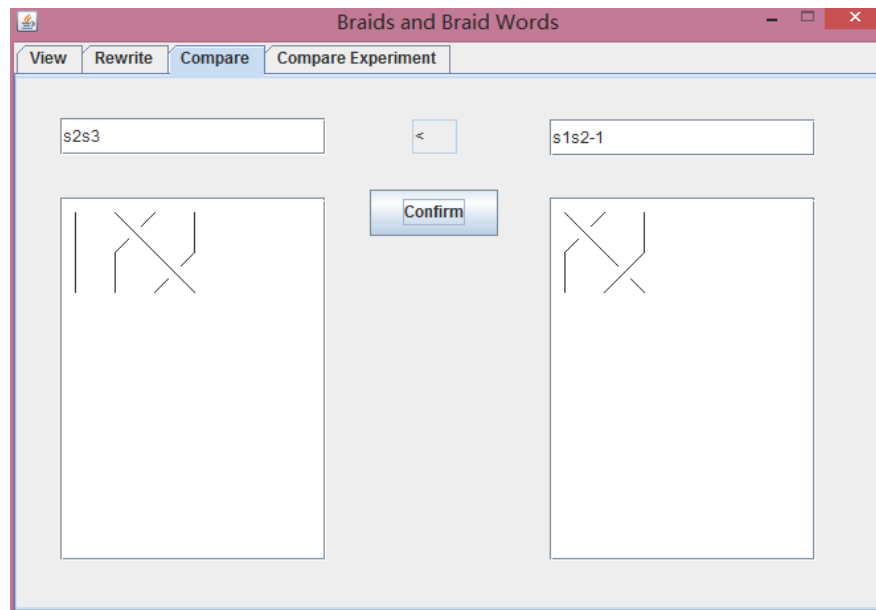 Braids and Braid Words
View Rewrite Compare Compare Experiment
s2s3 < s1s2-1
Confirm